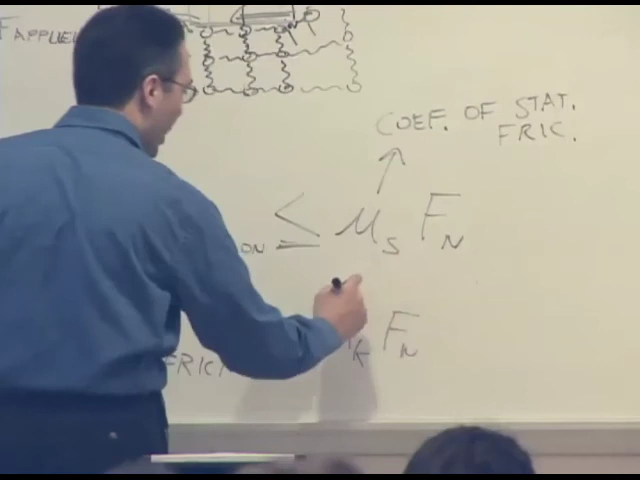 F APPLIED
COEF. OF STAT.
FRIC.
ON ≤ μS FN
K FN
FRIC